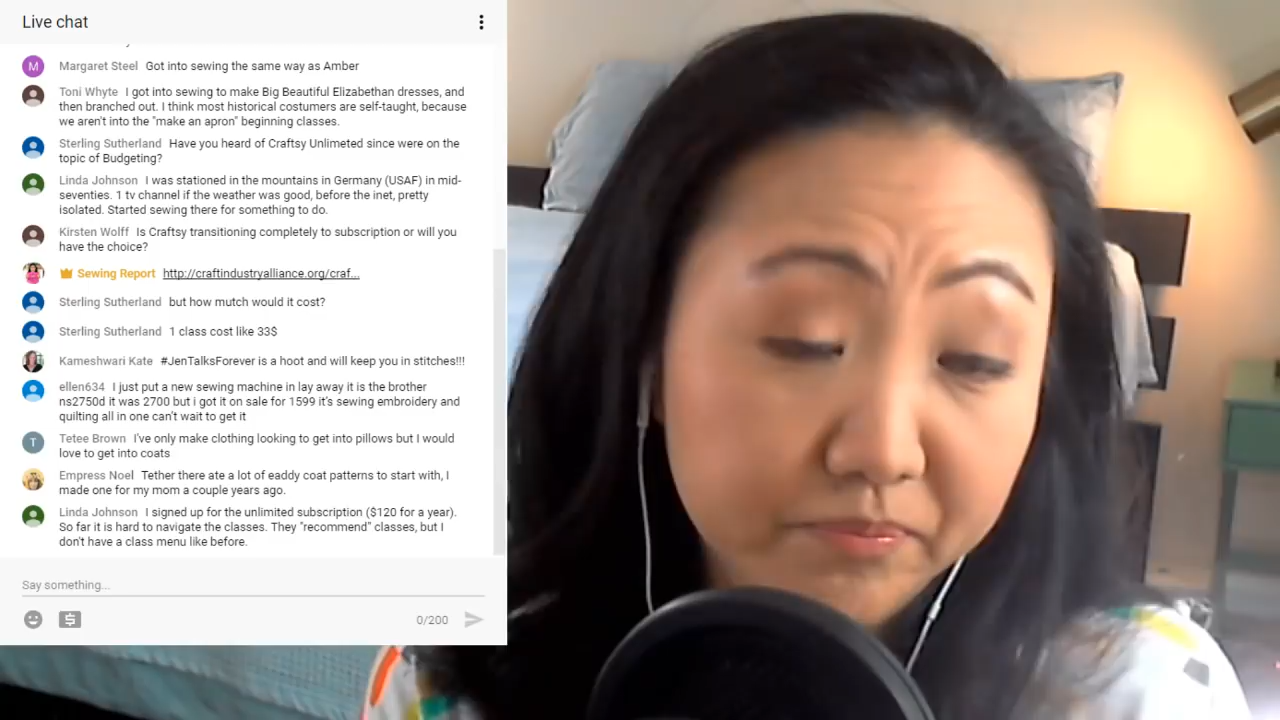 Live chat
M Margaret Steel Got into sewing the same way as Amber
Toni Whyte I got into sewing to make Big Beautiful Elizabethan dresses, and
then branched out. I think most historical costumers are self-taught, because
we aren't into the "make an apron" beginning classes.
Sterling Sutherland Have you heard of Craftsy Unlimeted since were on the
topic of Budgeting?
Linda Johnson I was stationed in the mountains in Germany (USAF) in mid-
seventies. 1 tv channel if the weather was good, before the inet, pretty
isolated. Started sewing there for something to do.
Kirsten Wolff Is Craftsy transitioning completely to subscription or will you
have the choice?
Sewing Report http://craftindustryalliance.org/craf...
Sterling Sutherland but how mutch would it cost?
Sterling Sutherland 1 class cost like 33$
Kameshwari Kate #JenTalksForever is a hoot and will keep you in stitches!!!
ellen634 I just put a new sewing machine in lay away it is the brother
ns2750d it was 2700 but i got it on sale for 1599 it's sewing embroidery and
quilting all in one can't wait to get it
T Tetee Brown I've only make clothing looking to get into pillows but I would
love to get into coats
Empress Noel Tether there ate a lot of eaddy coat patterns to start with, I
made one for my mom a couple years ago.
Linda Johnson I signed up for the unlimited subscription ($120 for a year).
So far it is hard to navigate the classes. They "recommend" classes, but I
don't have a class menu like before.
Say something...
0/200